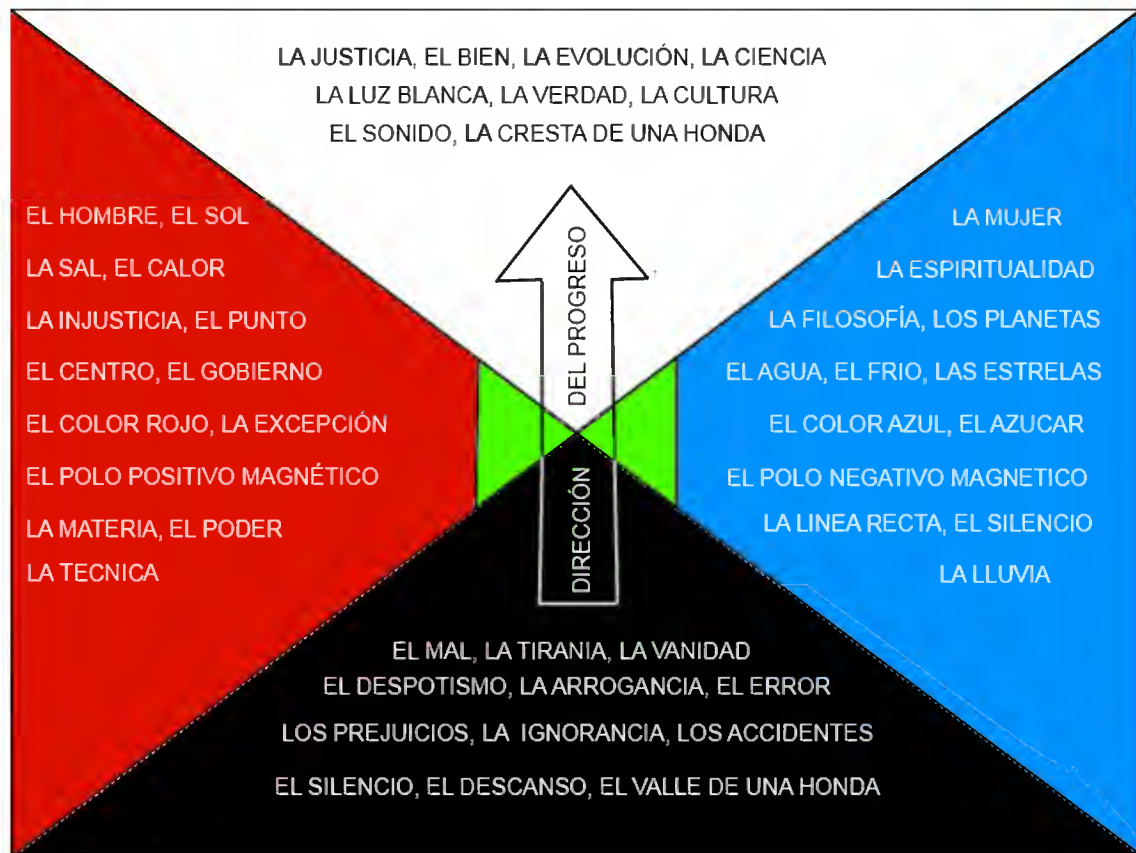 LA JUSTICIA, EL BIEN, LA EVOLUCIÓN, LA CIENCIA
LA LUZ BLANCA, LA VERDAD, LA CULTURA
EL SONIDO, LA CRESTA DE UNA HONDA
EL HOMBRE, EL SOL
LA SAL, EL CALOR
LA INJUSTICIA, EL PUNTO
EL CENTRO, EL GOBIERNO
EL COLOR ROJO, LA EXCEPCIÓN
EL POLO POSITIVO MAGNÉTICO
LA MATERIA, EL PODER
LA TECNICA
DIRECCIÓN DEL PROGRESO
LA MUJER
LA ESPIRITUALIDAD
LA FILOSOFÍA, LOS PLANETAS
EL AGUA, EL FRIO, LAS ESTRELAS
EL COLOR AZUL, EL AZUCAR
EL POLO NEGATIVO MAGNETICO
LA LINEA RECTA, EL SILENCIO
LA LLUVIA
EL MAL, LA TIRANIA, LA VANIDAD
EL DESPOTISMO, LA ARROGANCIA, EL ERROR
LOS PREJUICIOS, LA IGNORANCIA, LOS ACCIDENTES
EL SILENCIO, EL DESCANSO, EL VALLE DE UNA HONDA